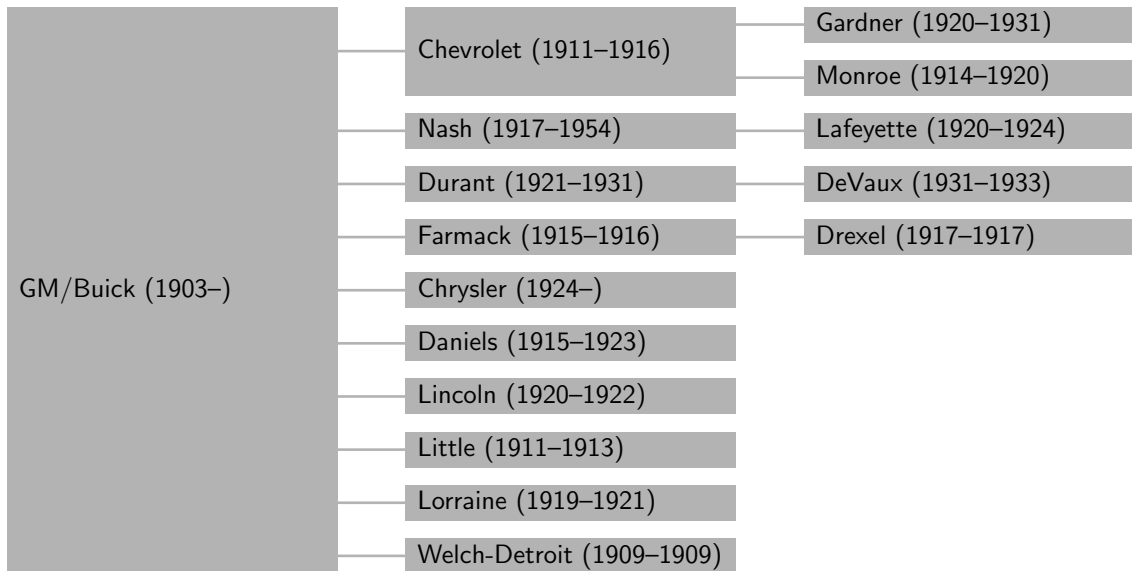 GM/Buick (1903–)
Chevrolet (1911–1916)
Gardner (1920–1931)
Monroe (1914–1920)
Nash (1917–1954)
Lafeyette (1920–1924)
Durant (1921–1931)
DeVaux (1931–1933)
Farmack (1915–1916)
Drexel (1917–1917)
Chrysler (1924–)
Daniels (1915–1923)
Lincoln (1920–1922)
Little (1911–1913)
Lorraine (1919–1921)
Welch-Detroit (1909–1909)